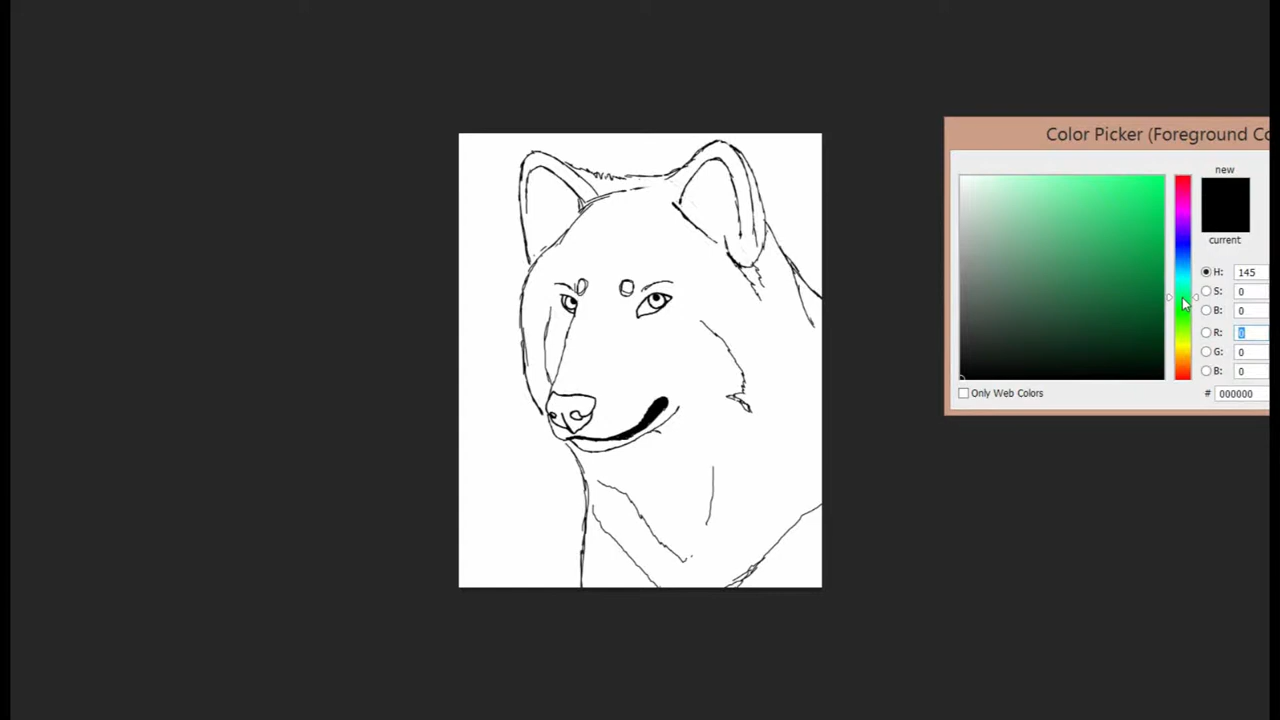 Color Picker (Foreground Co
new
current
H: 145
S: 0
B: 0
R: 0
G: 0
B: 0
Only Web Colors
# 000000